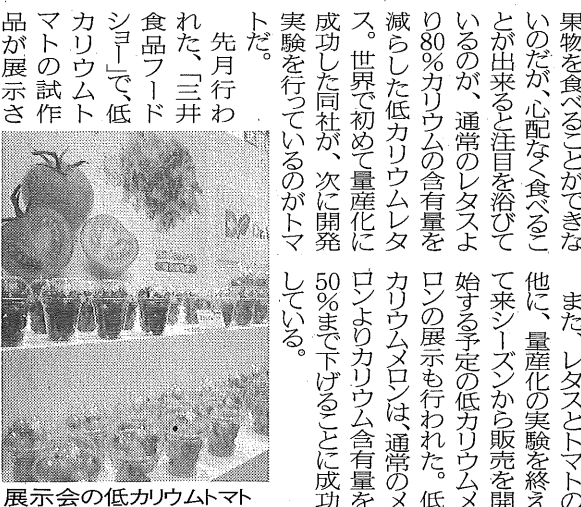 果物を食べることができな
いのだが、心配なく食べるこ
とが出来ると注目を浴びて
いるのが、通常のレタスよ
り80％カリウムの含有量を
減らした低カリウムレタ
ス。世界で初めて量産化に
成功した同社が、次に開発
実験を行っているのがトマ
トだ。
先月行わ
れた、「三井
食品フード
ショー」で、低
カリウムト
マトの試作
品が展示さ
また、レタスとトマトの
他に、量産化の実験を終え
て来シーズンから販売を開
始する予定の低カリウムメ
ロンの展示も行われた。低
カリウムメロンは、通常のメ
ロンよりカリウム含有量を
50％まで下げることに成功
している。
展示会の低カリウムトマト